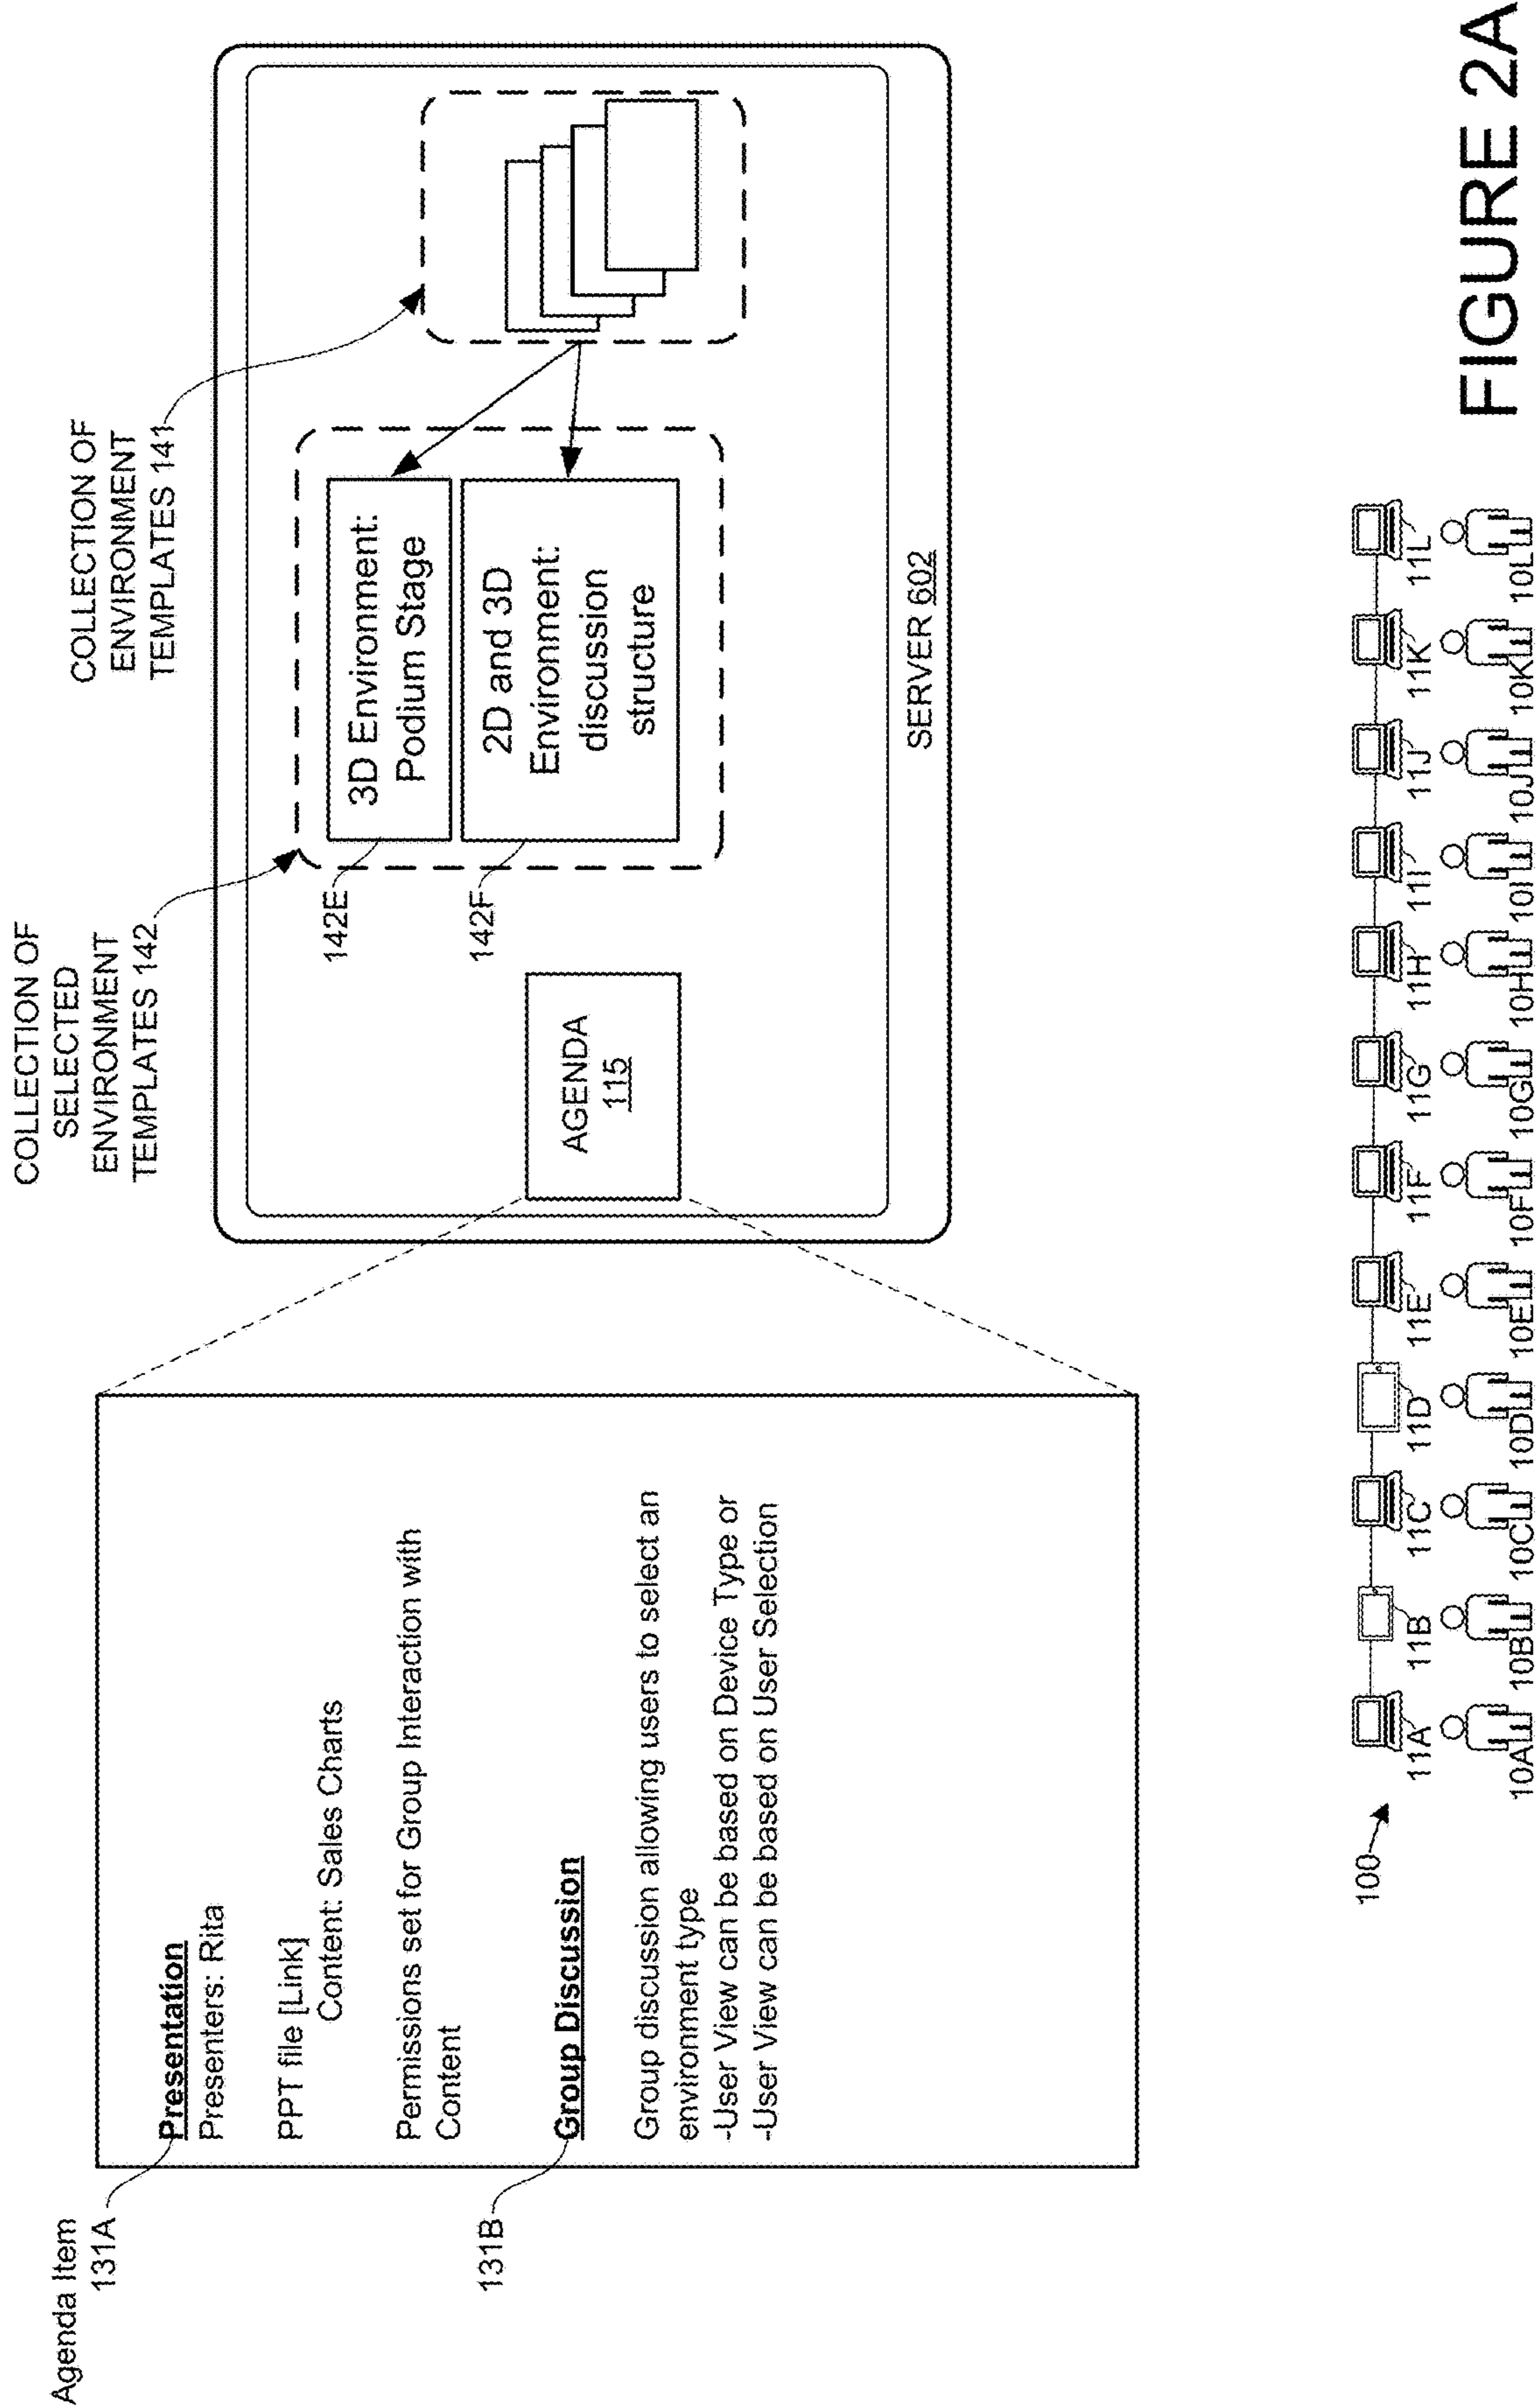 Agenda Item
131A
Presentation
Presenters: Rita
PPT file [Link]
Content: Sales Charts
Permissions set for Group Interaction with
Content
131B
Group Discussion
Group discussion allowing users to select an
environment type
-User View can be based on Device Type or
-User View can be based on User Selection
COLLECTION OF
SELECTED
ENVIRONMENT
TEMPLATES 142
COLLECTION OF
ENVIRONMENT
TEMPLATES 141
142E
3D Environment:
Podium Stage
142F
2D and 3D
Environment:
discussion
structure
AGENDA
115
SERVER 602
100
11A 11B 11C 11D 11E 11F 11G 11H 11I 11J 11K 11L
10A 10B 10C 10D 10E 10F 10G 10H 10I 10J 10K 10L
FIGURE 2A